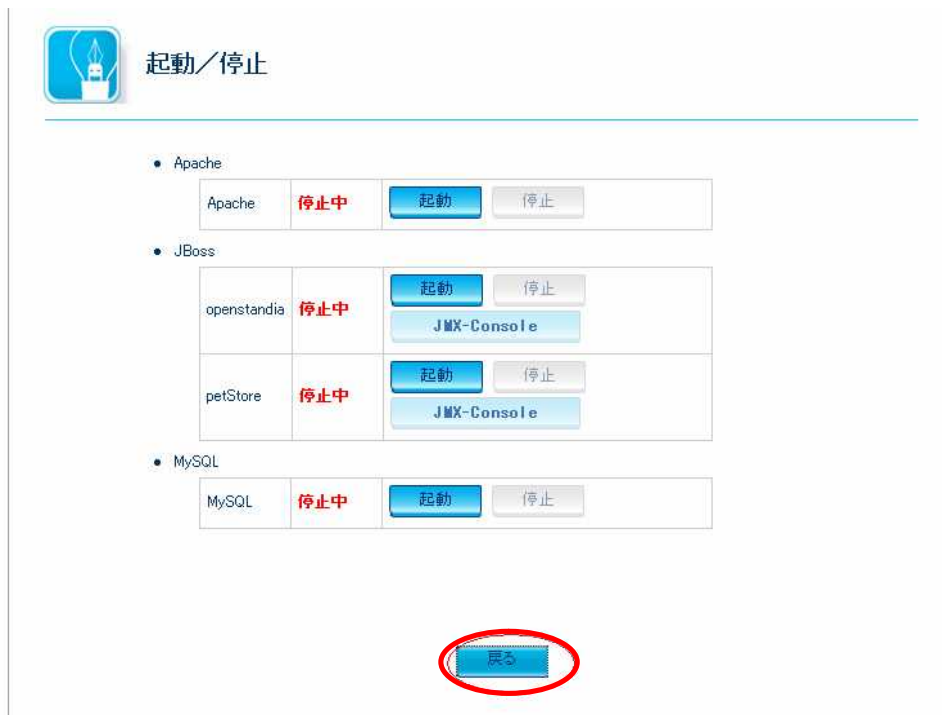 起動／停止
● Apache
Apache 停止中 起動 停止
● JBoss
openstandia 停止中 起動 停止
JMX-Console
petStore 停止中 起動 停止
JMX-Console
● MySQL
MySQL 停止中 起動 停止
戻る